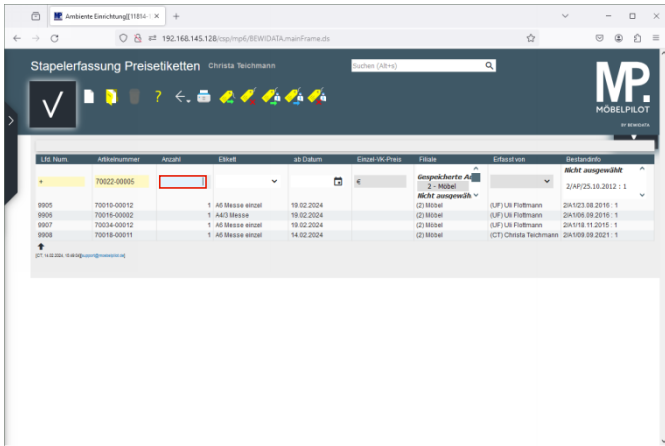 Ambiente Einrichtung[[11814-1
192.168.145.128/csp/mp6/BEWIDATA.mainFrame.cls
Stapelerfassung Preisetiketten Christa Teichmann
Suchen (Alt+s)
MP.
MÖBELPILOT
BY BEWIDATA
Lfd. Num. Artikelnummer Anzahl Etikett ab Datum Einzel-VK-Preis Filiale Erfasst von Bestandinfo
+ 70022-00005 €
Gespeicherte
2 - Möbel
Nicht ausgewäh
Nicht ausgewählt
2/AP/25.10.2012 : 1
9905 70010-00012 1 A6 Messe einzel 19.02.2024 (2) Möbel (UF) Uli Flottmann 2/A1/23.08.2016 : 1
9906 70016-00002 1 A4/3 Messe 19.02.2024 (2) Möbel (UF) Uli Flottmann 2/A1/06.09.2016 : 1
9907 70034-00012 1 A6 Messe einzel 19.02.2024 (2) Möbel (UF) Uli Flottmann 2/A1/18.11.2015 : 1
9908 70018-00011 1 A6 Messe einzel 14.02.2024 (2) Möbel (CT) Christa Teichmann 2/A1/09.09.2021 : 1